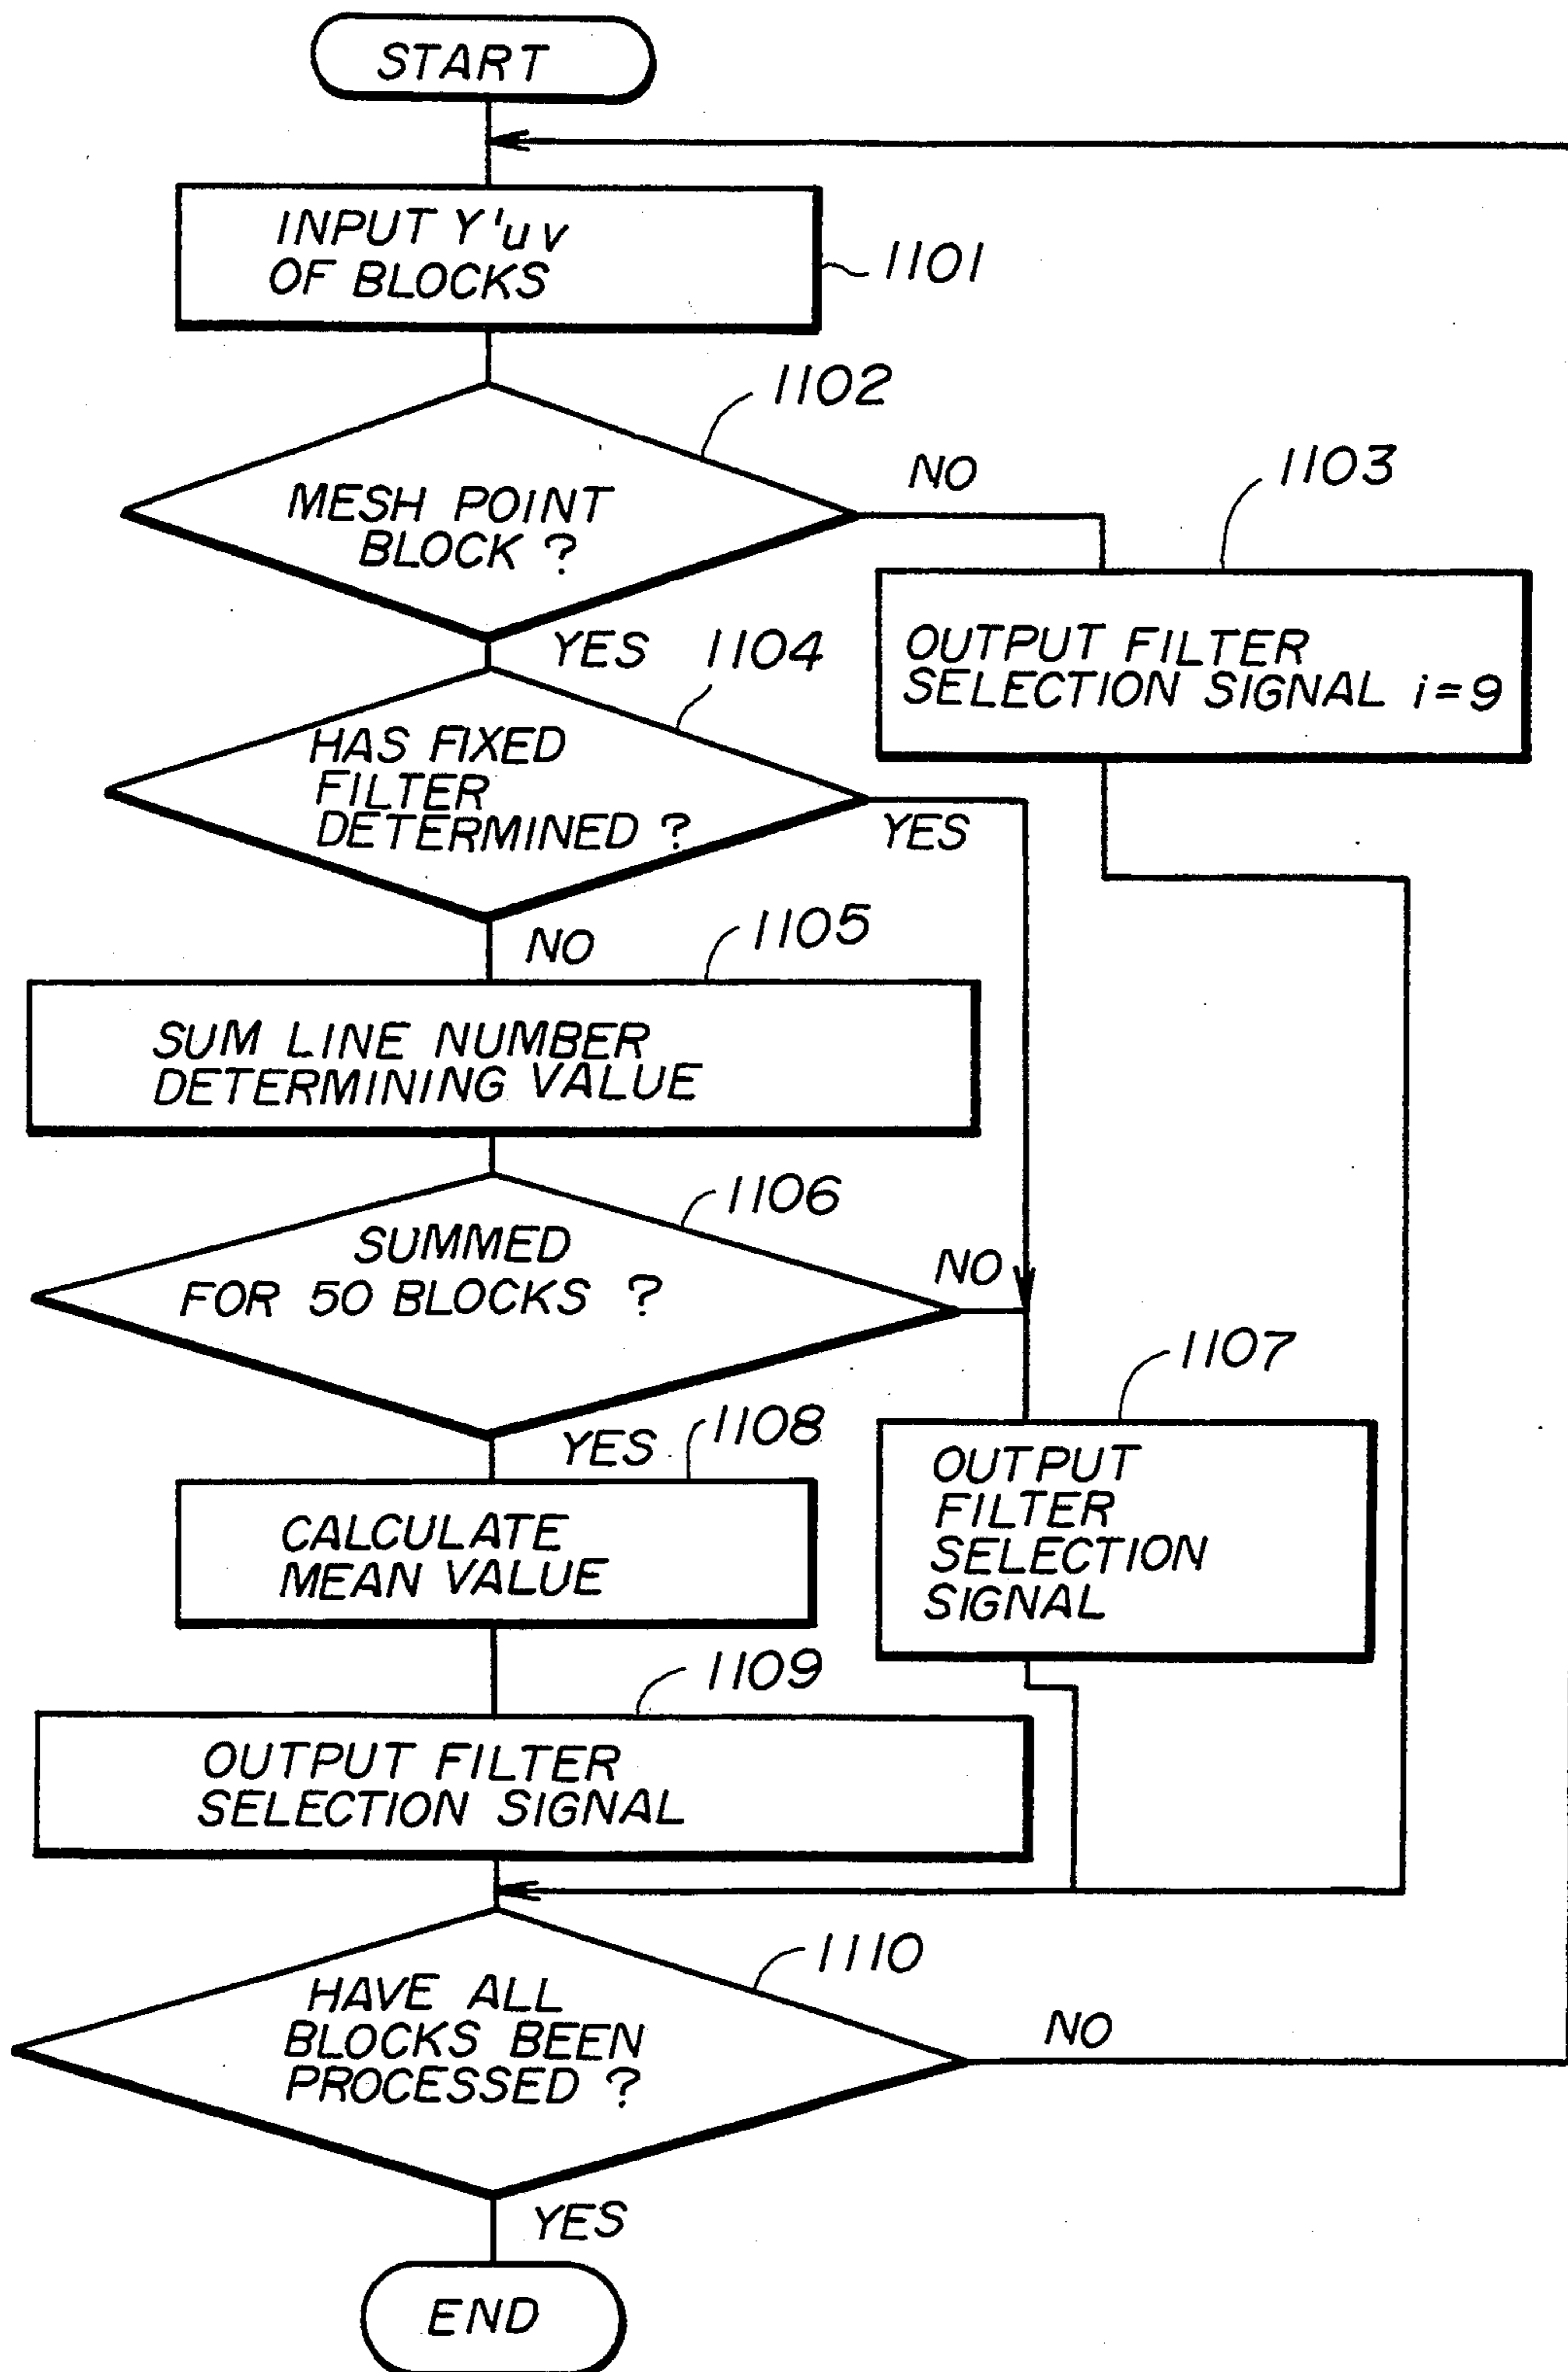 START
INPUT Y'uv
OF BLOCKS
1101
1102
MESH POINT
BLOCK ?
NO
1103
OUTPUT FILTER
SELECTION SIGNAL i=9
YES
1104
HAS FIXED
FILTER
DETERMINED ?
YES
NO
1105
SUM LINE NUMBER
DETERMINING VALUE
1106
SUMMED
FOR 50 BLOCKS ?
NO
1107
OUTPUT
FILTER
SELECTION
SIGNAL
YES
1108
CALCULATE
MEAN VALUE
1109
OUTPUT FILTER
SELECTION SIGNAL
1110
HAVE ALL
BLOCKS BEEN
PROCESSED ?
NO
YES
END